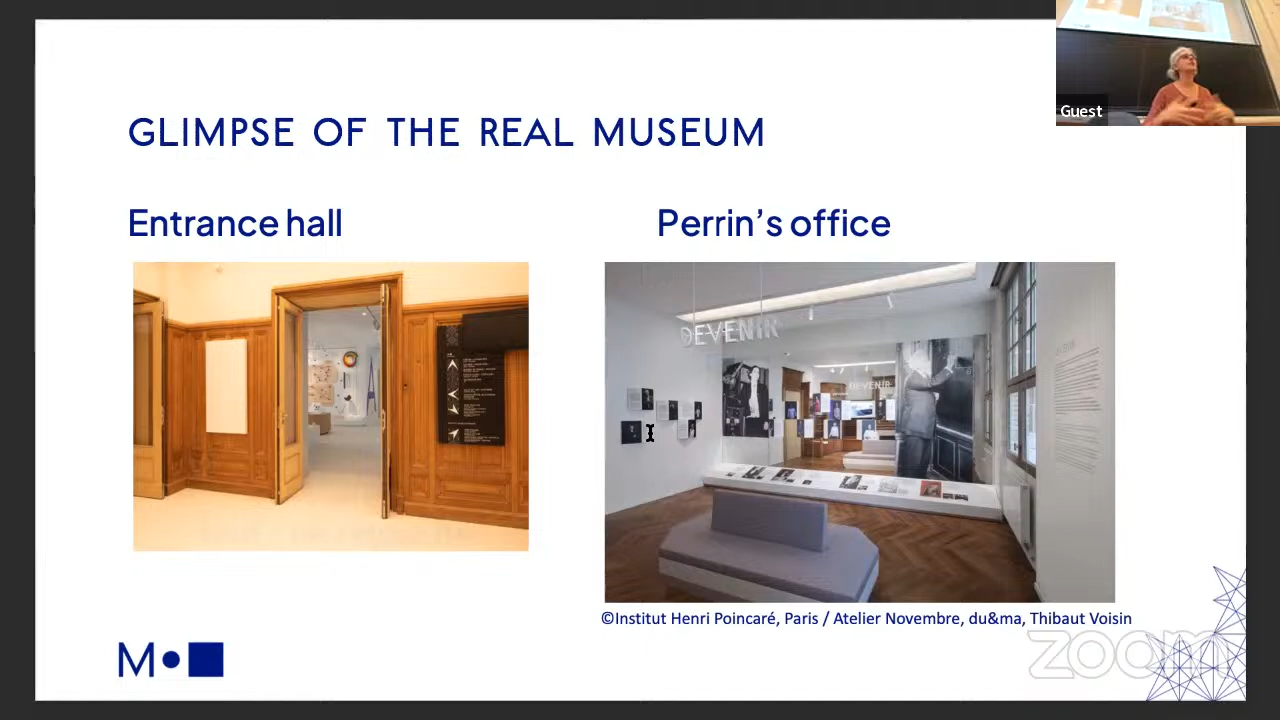 Guest
GLIMPSE OF THE REAL MUSEUM
Entrance hall
Perrin's office
DEVENIR
DEVENIR
©Institut Henri Poincaré, Paris / Atelier Novembre, du&ma, Thibaut Voisin
M
zoom